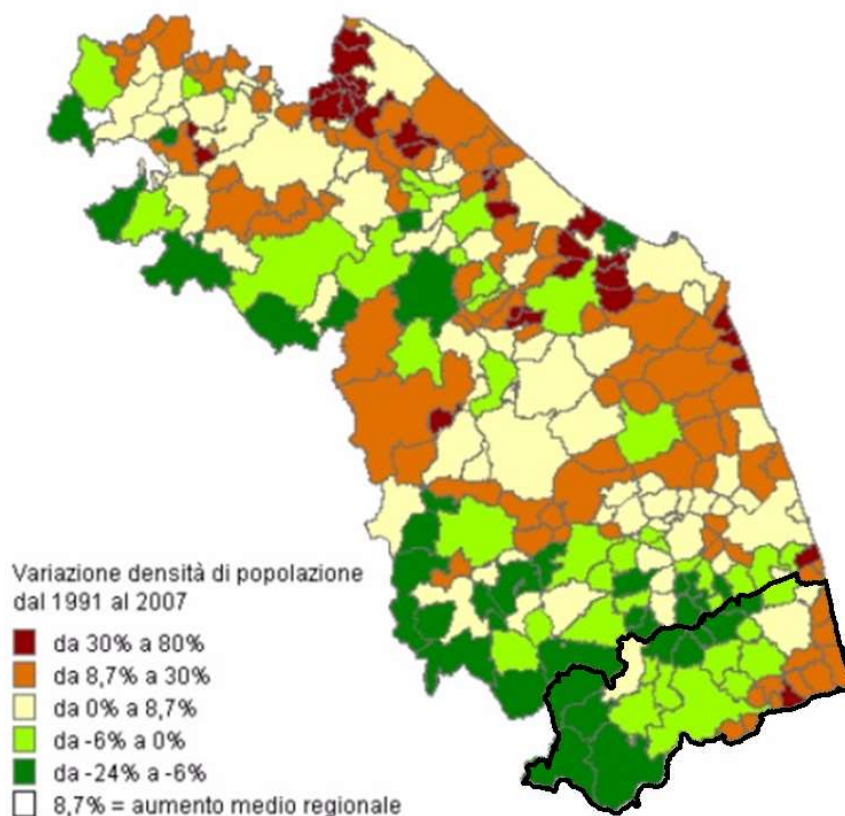 Variazione densità di popolazione
dal 1991 al 2007
da 30% a 80%
da 8,7% a 30%
da 0% a 8,7%
da -6% a 0%
da -24% a -6%
8,7% = aumento medio regionale